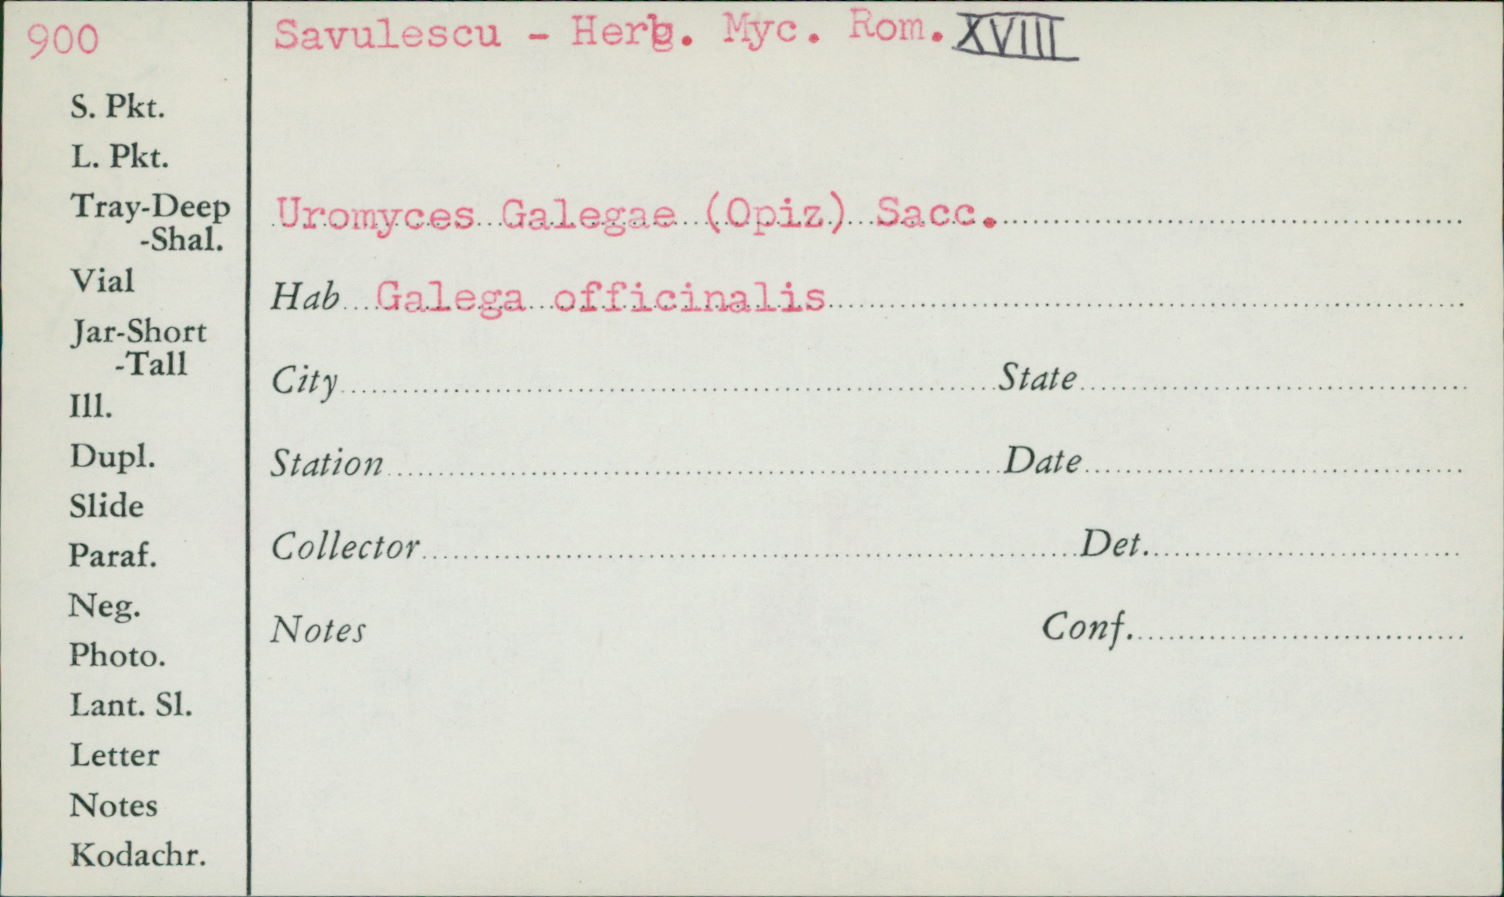 900
Savulescu - Herb. Myc. Rom. XVIII
S. Pkt.
L. Pkt.
Tray-Deep
-Shal.
Vial
Jar-Short
-Tall
Ill.
Dupl.
Slide
Paraf.
Neg.
Photo.
Lant. Sl.
Letter
Notes
Kodachr.
Uromyces Galegae (Opiz) Sacc.
Hab Galega officinalis
City State
Station Date
Collector Det.
Notes Conf.